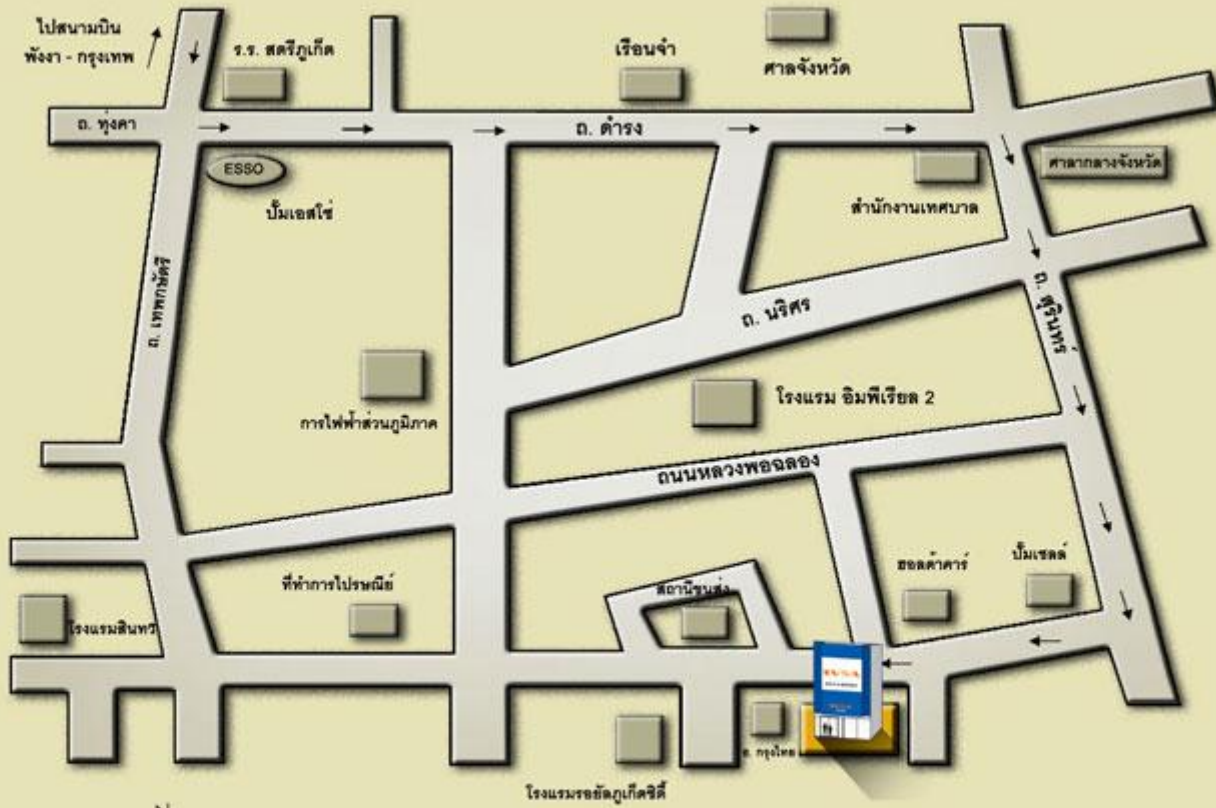 ไปสนามบิน
พังงา - กรุงเทพ
ร.ร. สตรีภูเก็ต
เรือนจำ
ศาลจังหวัด
ถ. ทุ่งคา
ถ. ดำรง
ESSO
ปั๊มเอสโซ่
สำนักงานเทศบาล
ศาลากลางจังหวัด
ถ. เทพกษัตรี
ถ. นริศร
ถ. สุรินทร์
การไฟฟ้าส่วนภูมิภาค
โรงแรม อิมพีเรียล 2
ถนนหลวงพ่อฉลอง
ที่ทำการไปรษณีย์
สถานีขนส่ง
ฮอลต้าคาร์
ปั๊มเชลล์
โรงแรมสินทวี
ธ. กรุงไทย
โรงแรมรอยัลภูเก็ตซิตี้